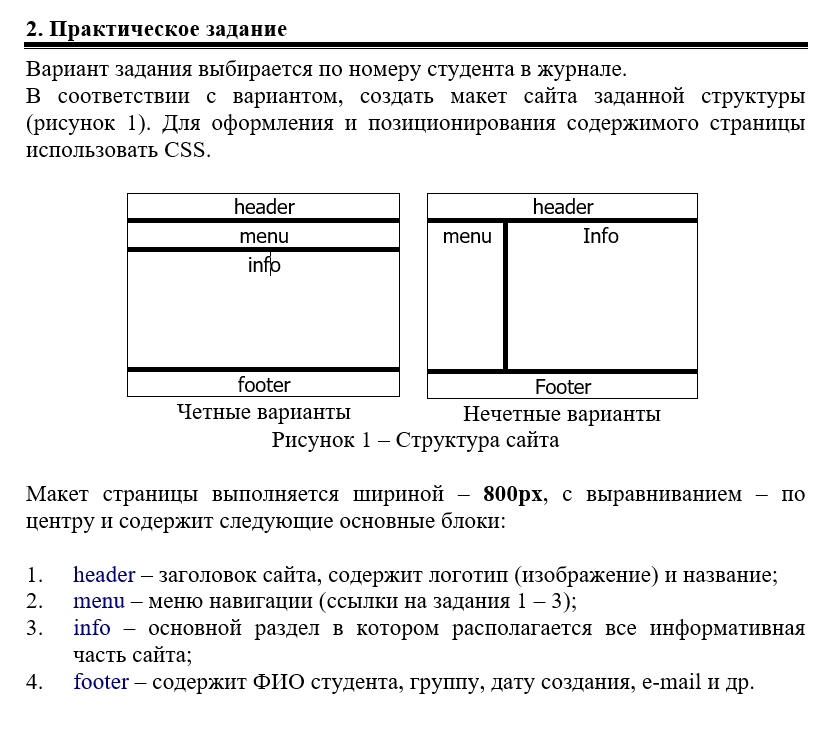 2. Практическое задание
Вариант задания выбирается по номеру студента в журнале.
В соответствии с вариантом, создать макет сайта заданной структуры
(рисунок 1). Для оформления и позиционирования содержимого страницы
использовать CSS.
header
menu
info
footer
Четные варианты
header
menu Info
Footer
Нечетные варианты
Рисунок 1 – Структура сайта
Макет страницы выполняется шириной – 800px, с выравниванием – по
центру и содержит следующие основные блоки:
1. header – заголовок сайта, содержит логотип (изображение) и название;
2. menu – меню навигации (ссылки на задания 1 – 3);
3. info – основной раздел в котором располагается все информативная
часть сайта;
4. footer – содержит ФИО студента, группу, дату создания, e-mail и др.